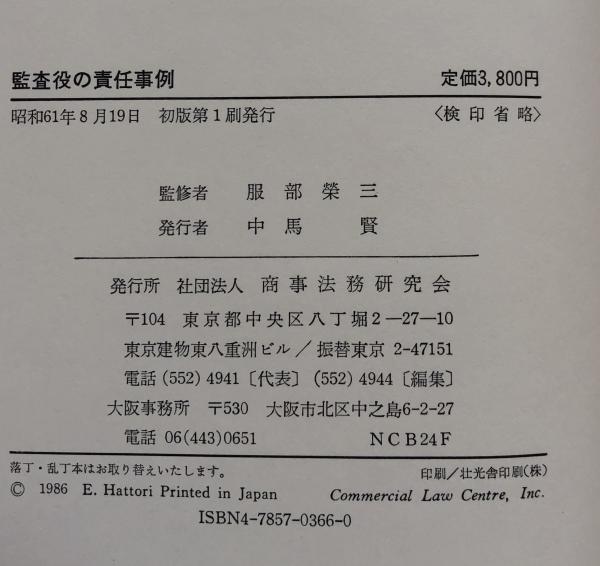 監査役の責任事例 定価3,800円
昭和61年8月19日 初版第1刷発行 〈検印省略〉
監修者 服部榮三
発行者 中馬賢
発行所 社団法人 商事法務研究会
〒104 東京都中央区八丁堀2―27―10
東京建物東八重洲ビル/振替東京 2-47151
電話 (552) 4941〔代表〕(552) 4944〔編集〕
大阪事務所 〒530 大阪市北区中之島6-2-27
電話 06(443)0651 NCB24F
落丁・乱丁本はお取り替えいたします。 印刷/壮光舎印刷(株)
© 1986 E. Hattori Printed in Japan Commercial Law Centre, Inc.
ISBN4-7857-0366-0